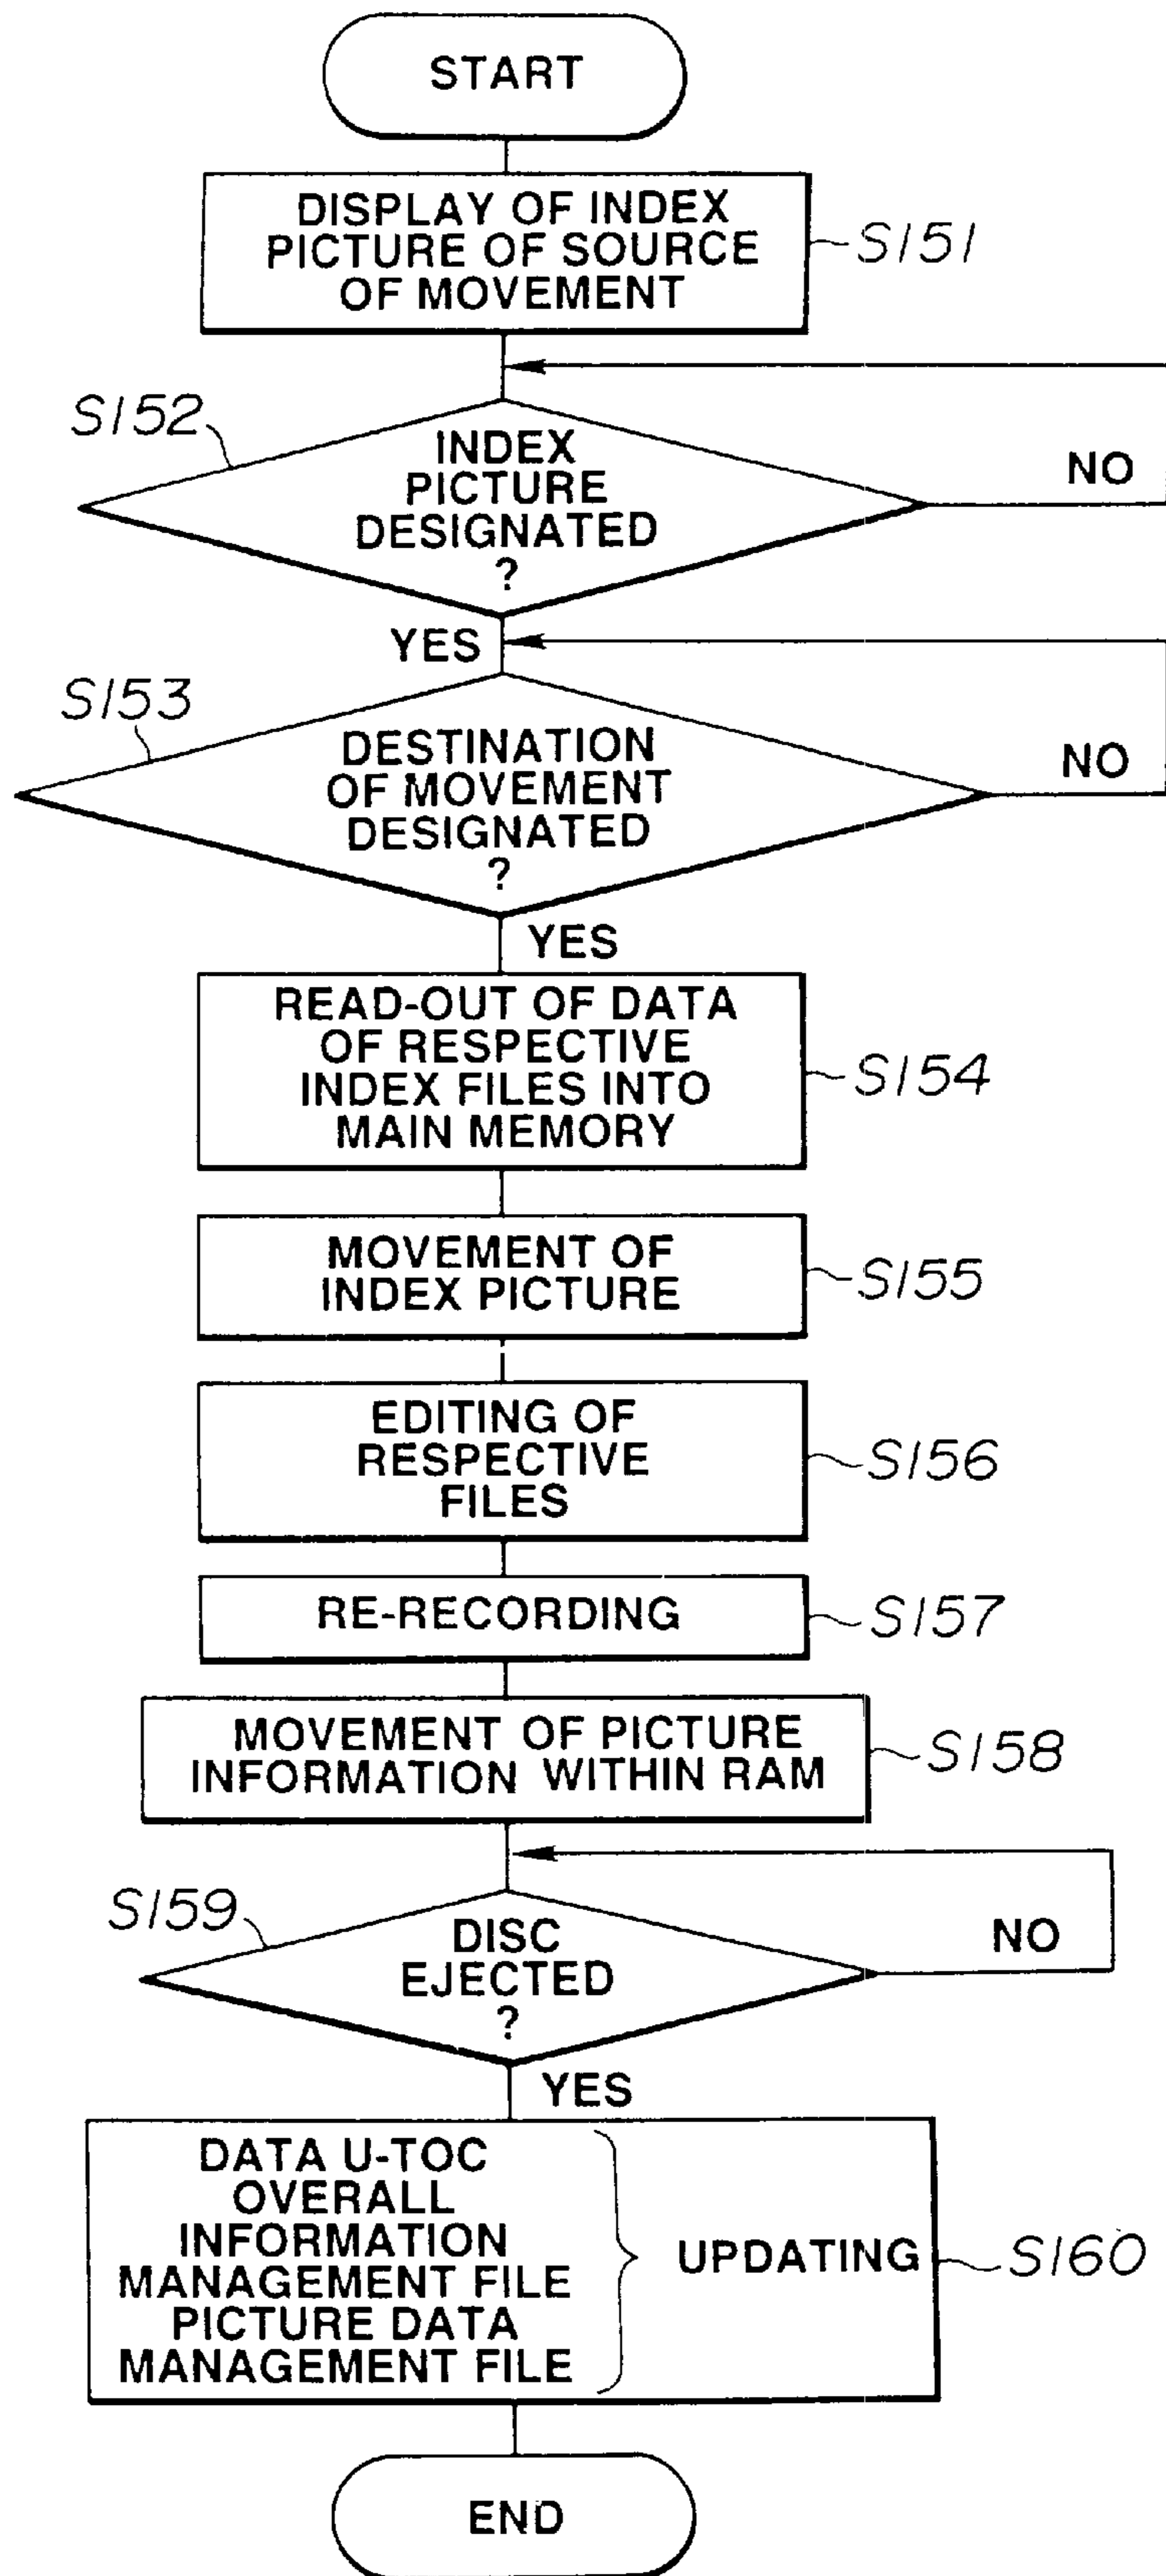 START
DISPLAY OF INDEX
PICTURE OF SOURCE
OF MOVEMENT
S151
S152
INDEX
PICTURE
DESIGNATED
?
NO
YES
S153
DESTINATION
OF MOVEMENT
DESIGNATED
?
NO
YES
READ-OUT OF DATA
OF RESPECTIVE
INDEX FILES INTO
MAIN MEMORY
S154
MOVEMENT OF
INDEX PICTURE
S155
EDITING OF
RESPECTIVE
FILES
S156
RE-RECORDING
S157
MOVEMENT OF PICTURE
INFORMATION WITHIN RAM
S158
S159
DISC
EJECTED
?
NO
YES
DATA U-TOC
OVERALL
INFORMATION
MANAGEMENT FILE
PICTURE DATA
MANAGEMENT FILE
UPDATING
S160
END